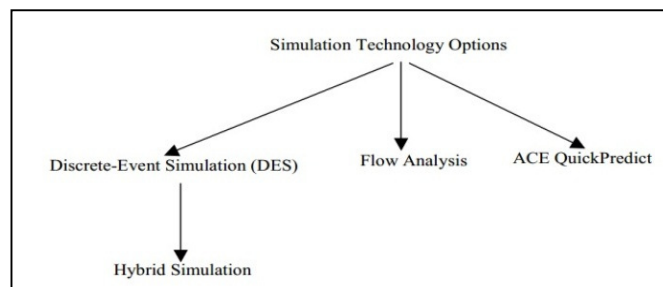 Simulation Technology Options
Discrete-Event Simulation (DES)
Flow Analysis
ACE QuickPredict
Hybrid Simulation